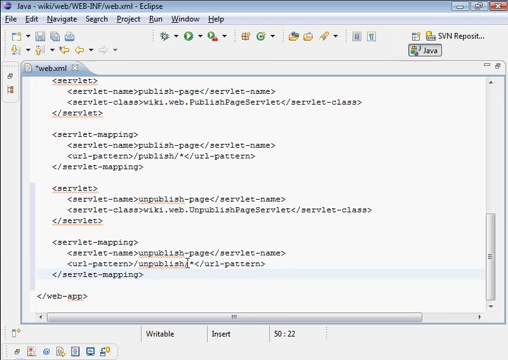 Java - wiki/web/WEB-INF/web.xml - Eclipse
File Edit Navigate Search Project Run Window Help
SVN Reposit...
Java
*web.xml
<servlet>
<servlet-name>publish-page</servlet-name>
<servlet-class>wiki.web.PublishPageServlet</servlet-class>
</servlet>
<servlet-mapping>
<servlet-name>publish-page</servlet-name>
<url-pattern>/publish/*</url-pattern>
</servlet-mapping>
<servlet>
<servlet-name>unpublish-page</servlet-name>
<servlet-class>wiki.web.UnpublishPageServlet</servlet-class>
</servlet>
<servlet-mapping>
<servlet-name>unpublish-page</servlet-name>
<url-pattern>/unpublish/*</url-pattern>
</servlet-mapping>
</web-app>
Writable Insert 50 : 22